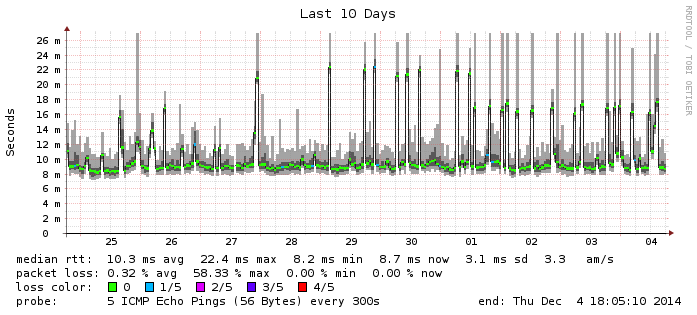 Last 10 Days
RRDTOOL / TOBI OETIKER
Seconds
26 m
24 m
22 m
20 m
18 m
16 m
14 m
12 m
10 m
8 m
6 m
4 m
2 m
0
25 26 27 28 29 30 01 02 03 04
median rtt: 10.3 ms avg 22.4 ms max 8.2 ms min 8.7 ms now 3.1 ms sd 3.3 am/s
packet loss: 0.32 % avg 58.33 % max 0.00 % min 0.00 % now
loss color: 0 1/5 2/5 3/5 4/5
probe: 5 ICMP Echo Pings (56 Bytes) every 300s end: Thu Dec 4 18:05:10 2014